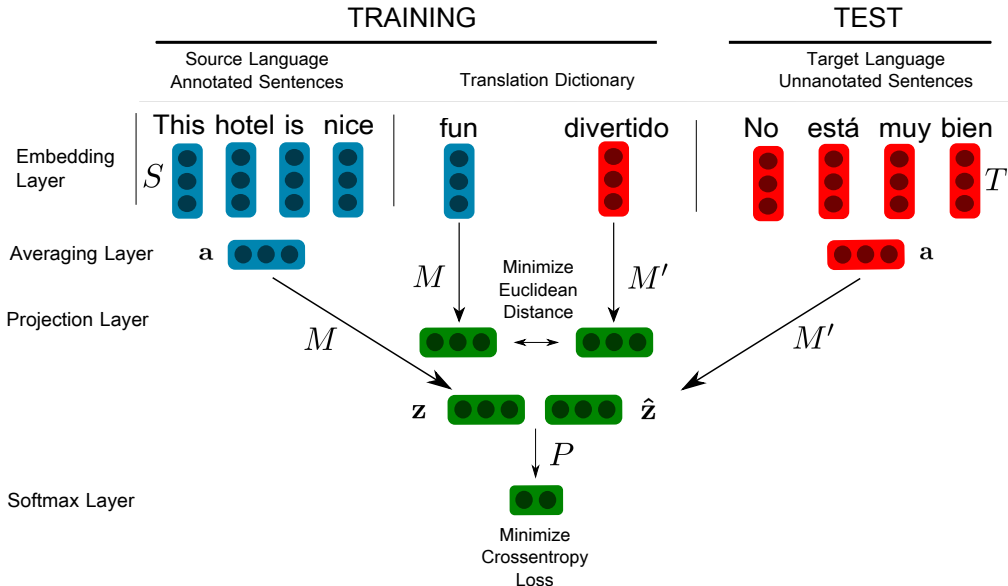 TRAINING
TEST
Source Language
Annotated Sentences
Translation Dictionary
Target Language
Unnanotated Sentences
This hotel is nice
fun
divertido
No está muy bien
Embedding
Layer
S
T
Averaging Layer
a
a
M
Minimize
Euclidean
Distance
M'
Projection Layer
M
M'
z
ẑ
P
Softmax Layer
Minimize
Crossentropy
Loss